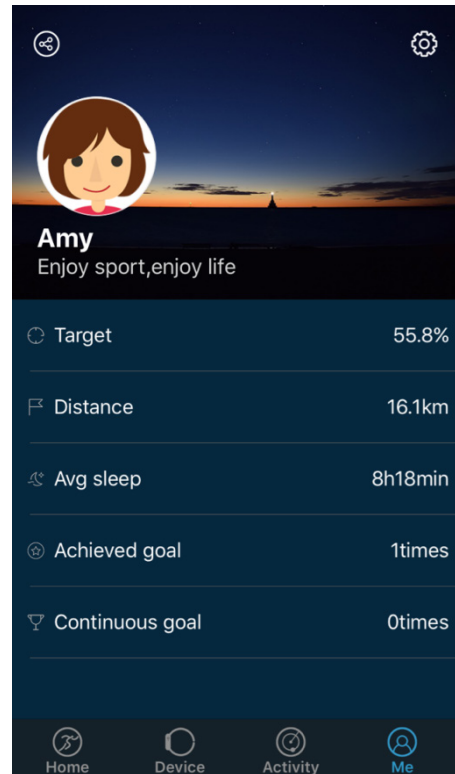 Amy
Enjoy sport,enjoy life
Target 55.8%
Distance 16.1km
Avg sleep 8h18min
Achieved goal 1times
Continuous goal 0times
Home Device Activity Me